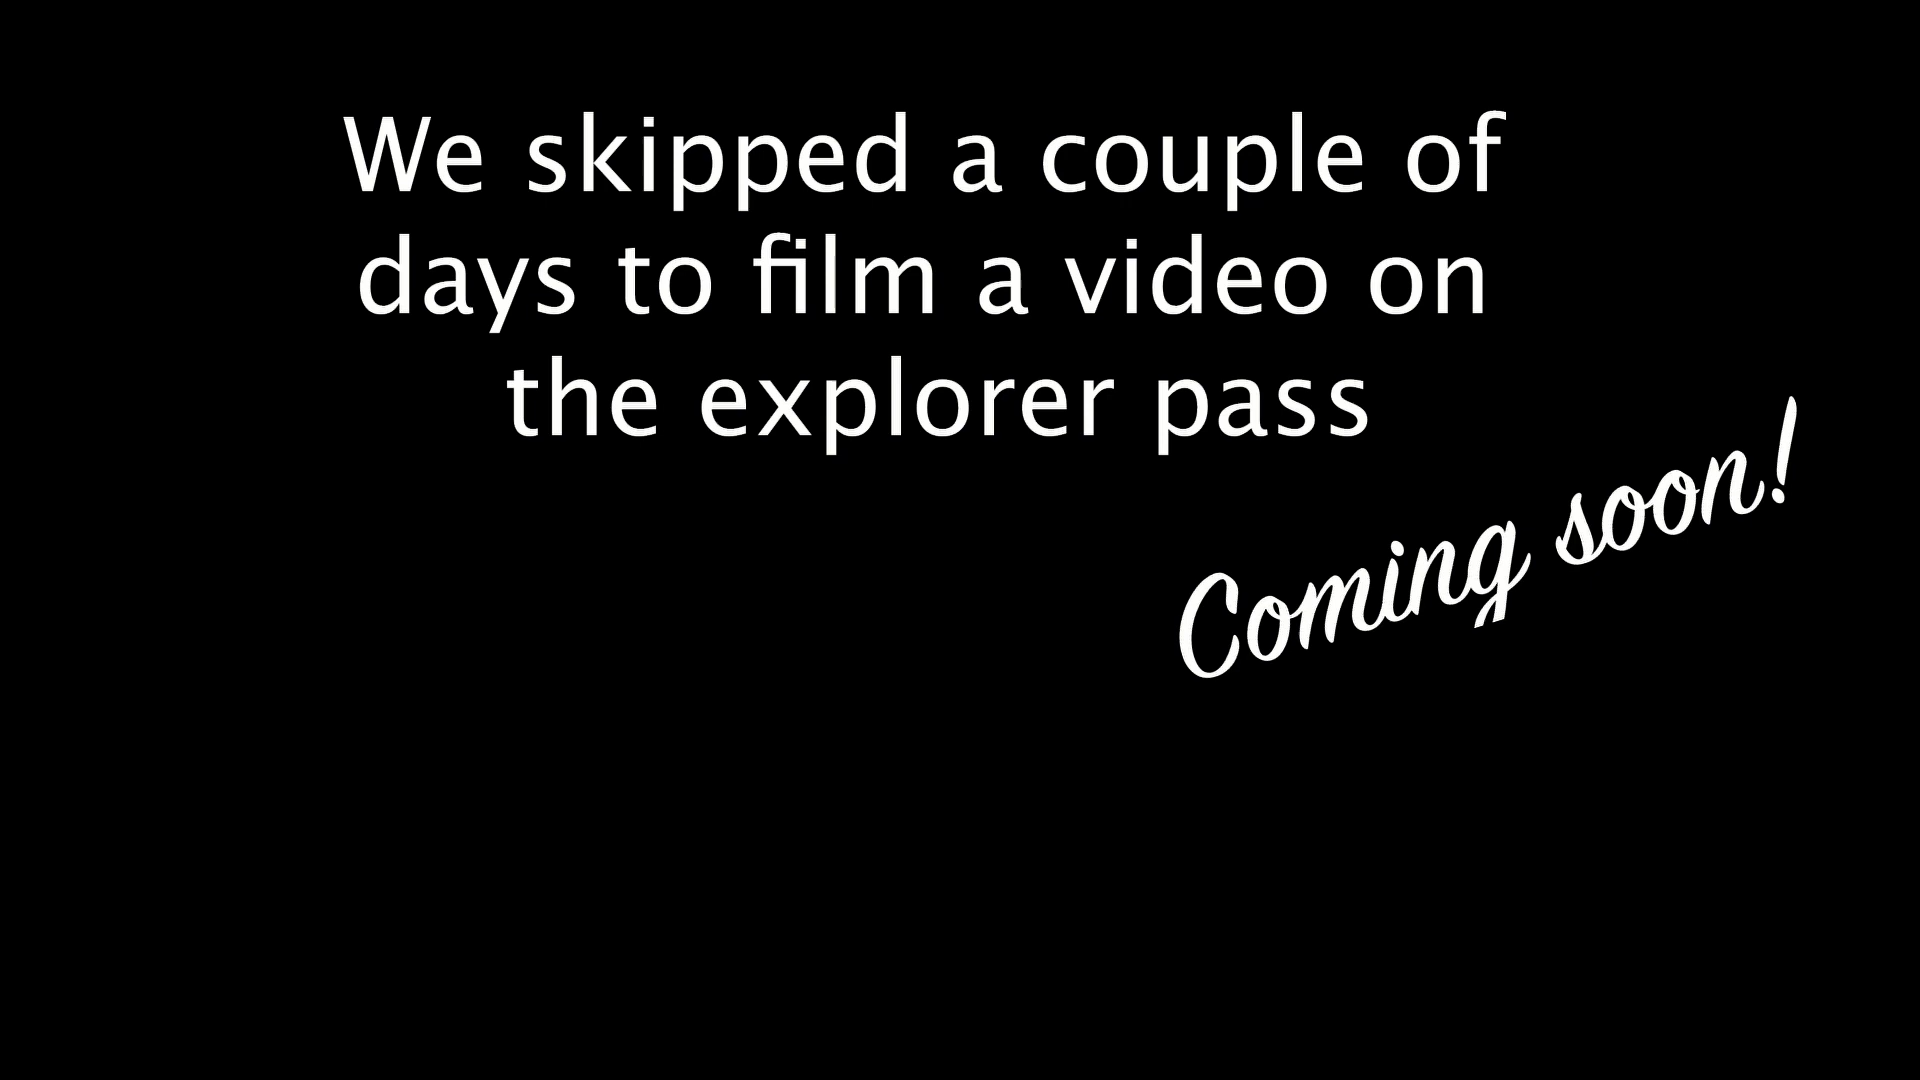 We skipped a couple of
days to film a video on
the explorer pass
Coming soon!